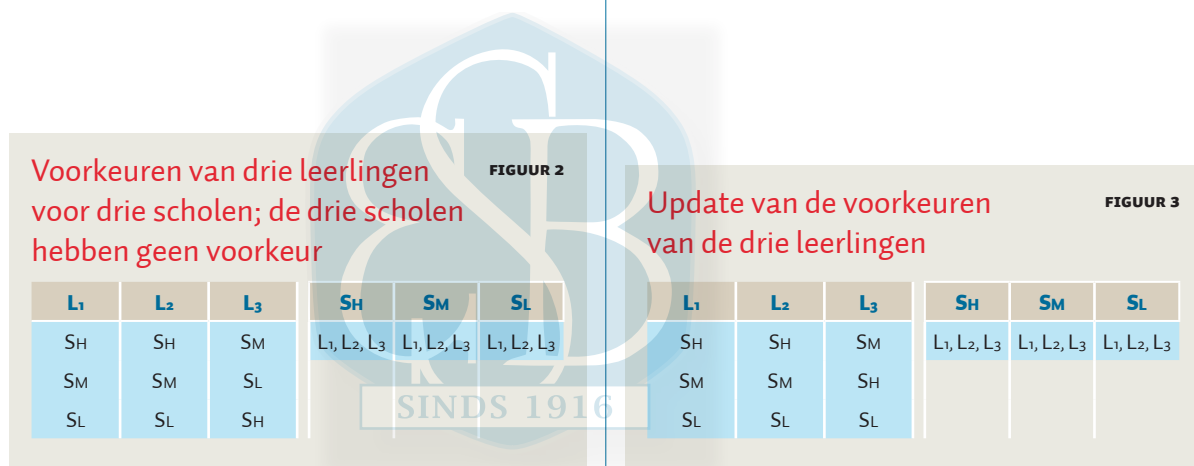 Voorkeuren van drie leerlingen
voor drie scholen; de drie scholen
hebben geen voorkeur
FIGUUR 2
L1 L2 L3 SH SM SL
SH SH SM L1, L2, L3 L1, L2, L3 L1, L2, L3
SM SM SL
SL SL SH
Update van de voorkeuren
van de drie leerlingen
FIGUUR 3
L1 L2 L3 SH SM SL
SH SH SM L1, L2, L3 L1, L2, L3 L1, L2, L3
SM SM SH
SL SL SL
ESB
SINDS 1916